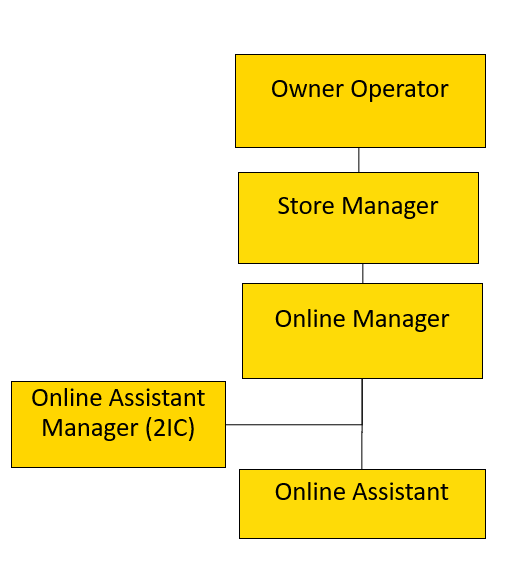 Owner Operator
Store Manager
Online Manager
Online Assistant
Manager (2IC)
Online Assistant